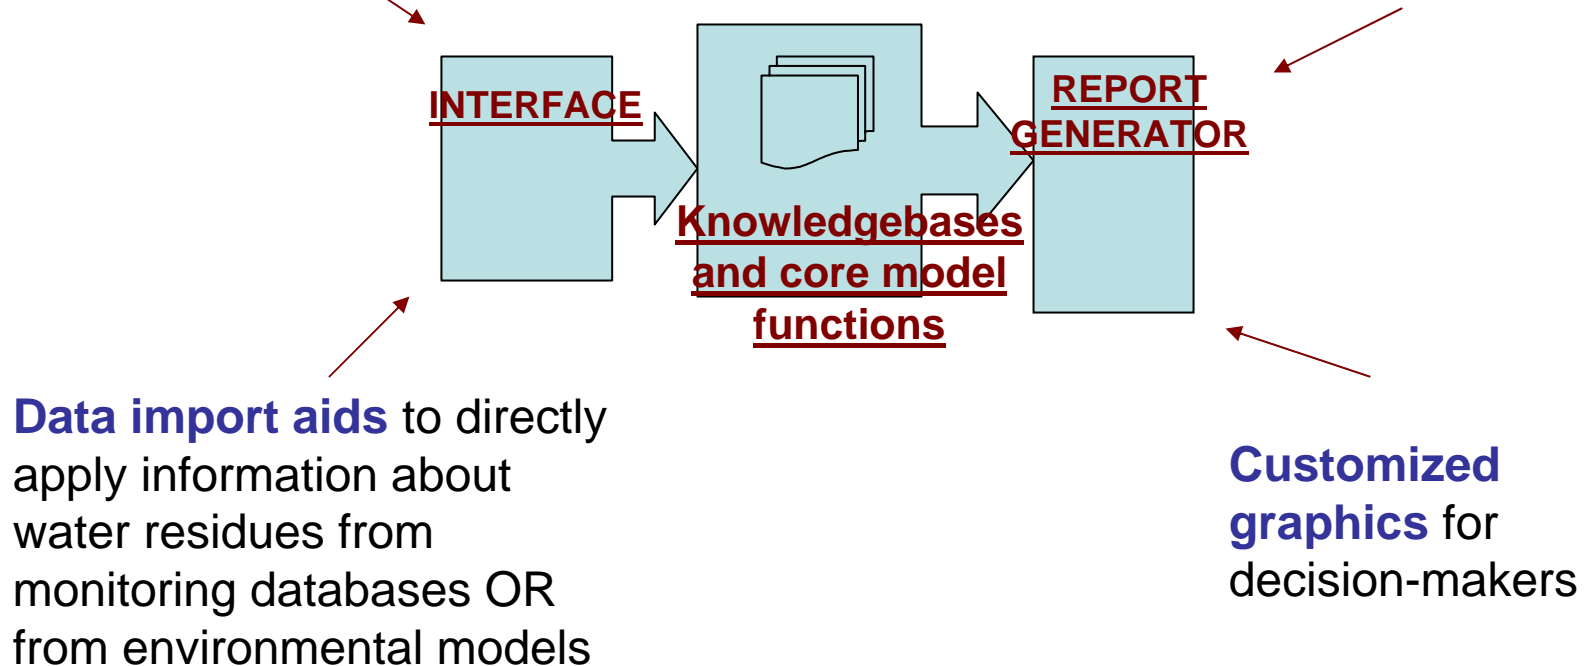 INTERFACE
REPORT
GENERATOR
Knowledgebases
and core model
functions
Data import aids to directly
apply information about
water residues from
monitoring databases OR
from environmental models
Customized
graphics for
decision-makers